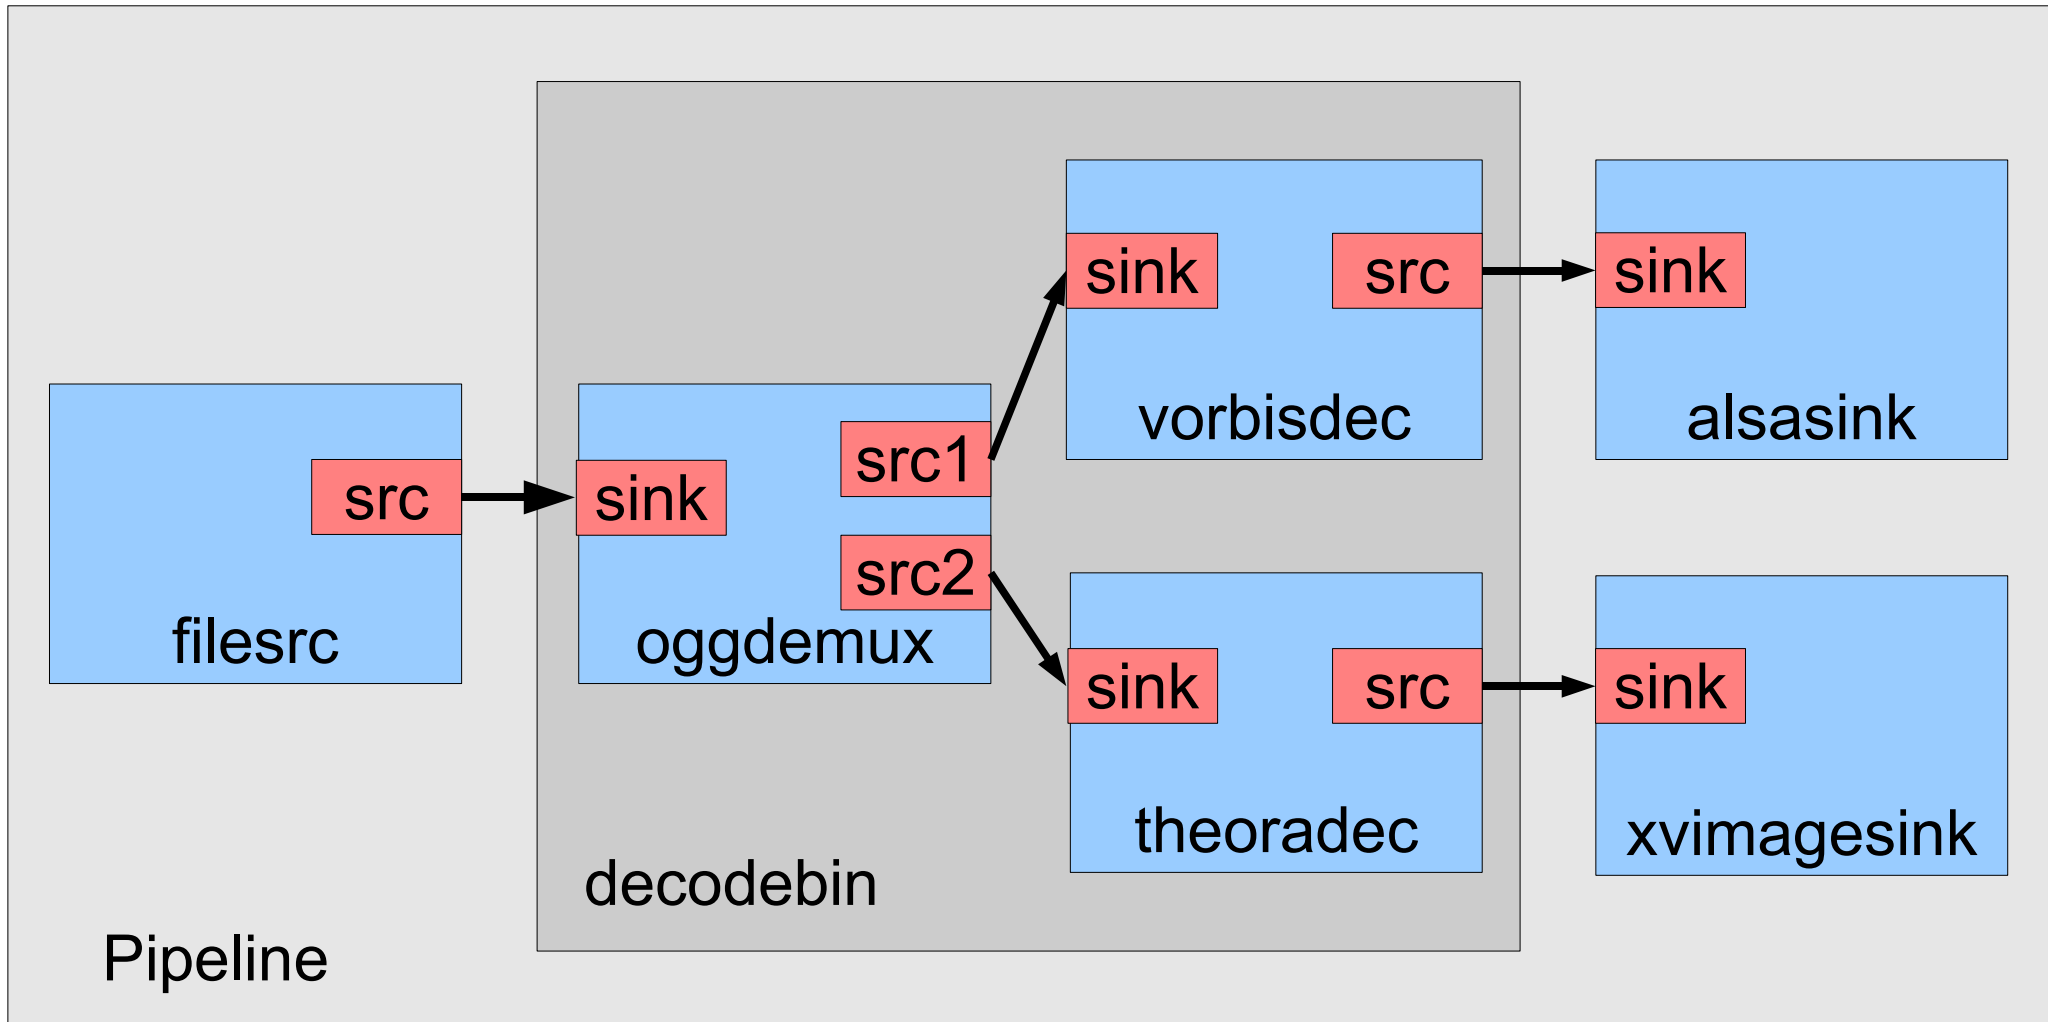 src
filesrc
sink
src1
src2
oggdemux
sink
src
vorbisdec
sink
src
theoradec
decodebin
sink
alsasink
sink
xvimagesink
Pipeline